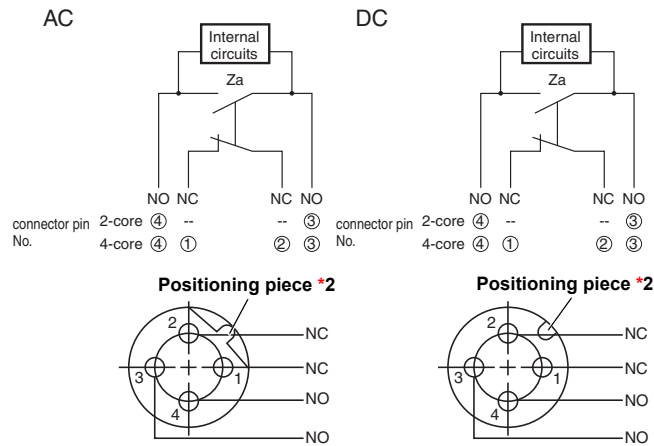 AC
Internal
circuits
Za
NO NC NC NO
connector pin
No.
2-core ④ -- -- ③
4-core ④ ① ② ③
Positioning piece *2
2
1
3
4
NC
NC
NO
NO
DC
Internal
circuits
Za
NO NC NC NO
connector pin
No.
2-core ④ -- -- ③
4-core ④ ① ② ③
Positioning piece *2
2
1
3
4
NC
NC
NO
NO